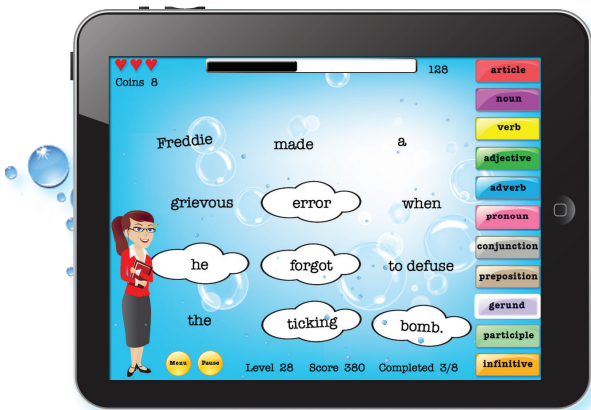 Coins 8
128
Freddie made a
grievous error when
he forgot to defuse
the ticking bomb.
Menu Pause Level 28 Score 380 Completed 3/8
article
noun
verb
adjective
adverb
pronoun
conjunction
preposition
gerund
participle
infinitive